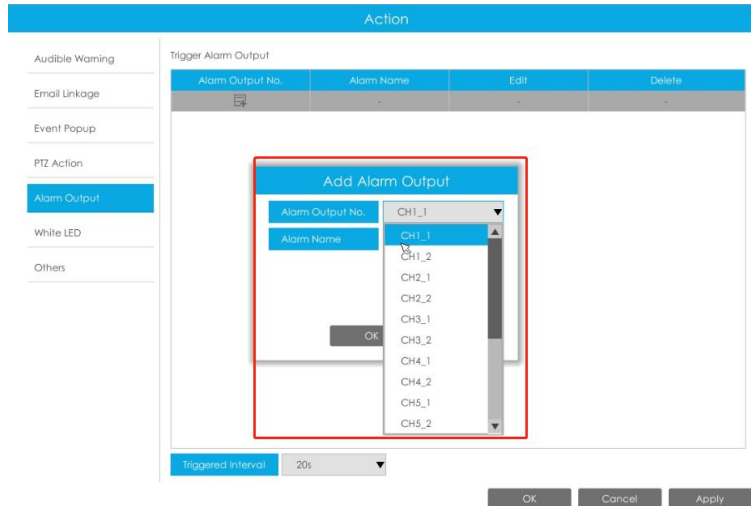 Action
Audible Warning
Email Linkage
Event Popup
PTZ Action
Alarm Output
White LED
Others
Trigger Alarm Output
Alarm Output No. Alarm Name Edit Delete
- - -
Add Alarm Output
Alarm Output No. CH1_1
Alarm Name
CH1_1
CH1_2
CH2_1
CH2_2
CH3_1
CH3_2
CH4_1
CH4_2
CH5_1
CH5_2
OK
Triggered Interval 20s
OK Cancel Apply